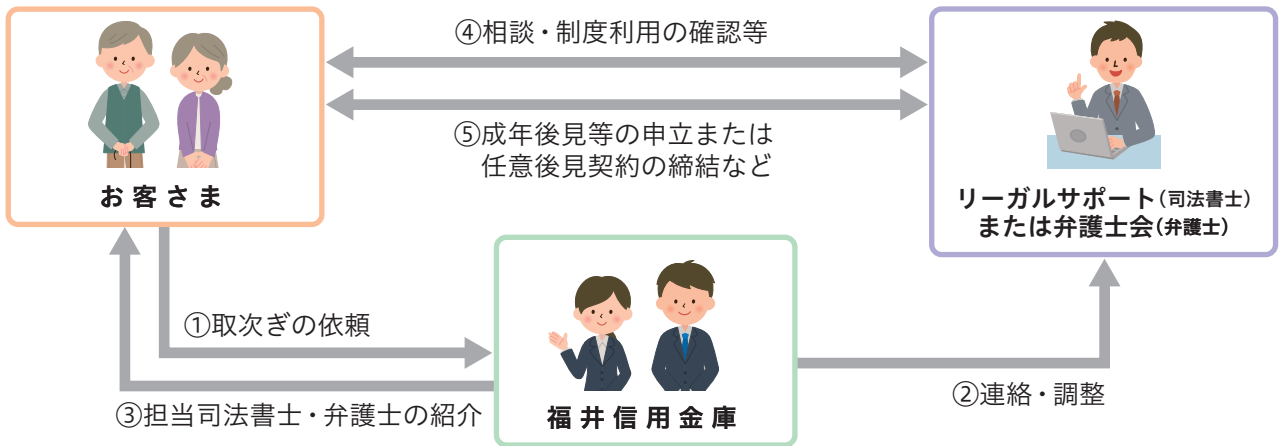 ④相談・制度利用の確認等
⑤成年後見等の申立または
任意後見契約の締結など
お客さま
リーガルサポート(司法書士)
または弁護士会(弁護士)
①取次ぎの依頼
②連絡・調整
③担当司法書士・弁護士の紹介
福井信用金庫